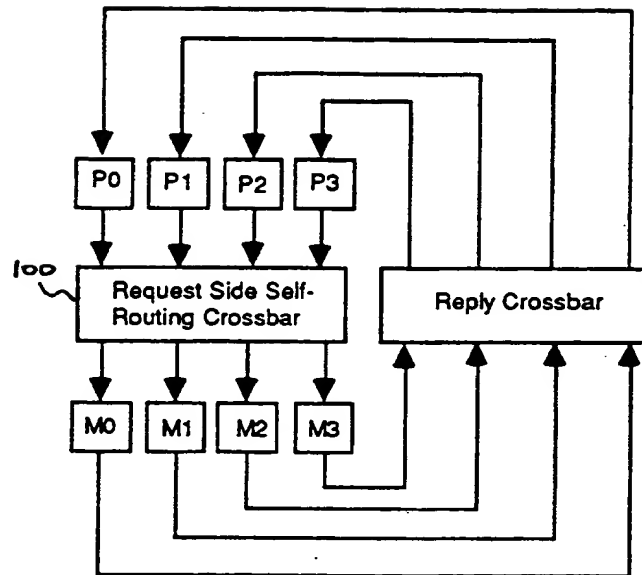 P0 P1 P2 P3
100
Request Side Self-
Routing Crossbar
Reply Crossbar
M0 M1 M2 M3